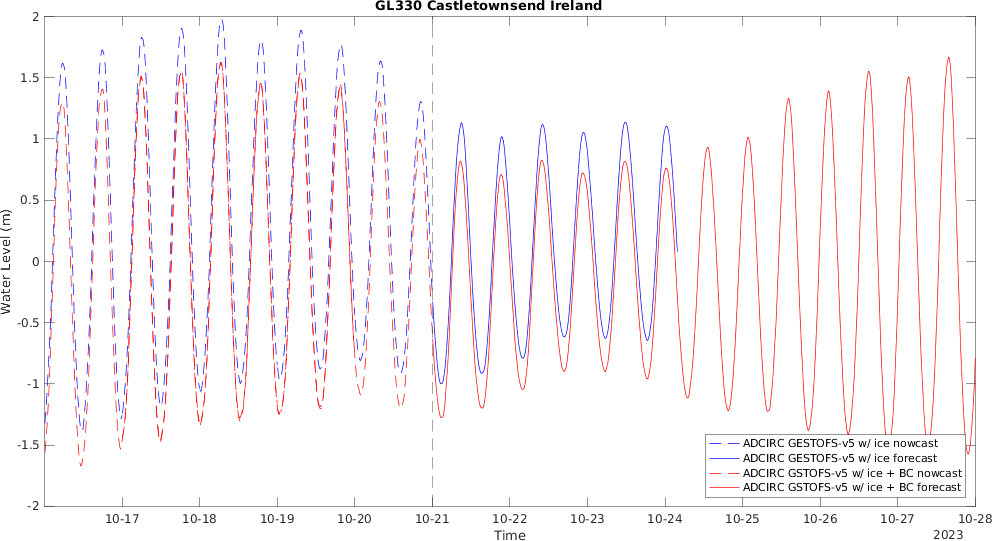 GL330 Castletownsend Ireland
2
1.5
1
0.5
0
-0.5
-1
-1.5
-2
Water Level (m)
10-17 10-18 10-19 10-20 10-21 10-22 10-23 10-24 10-25 10-26 10-27 10-28
Time
2023
ADCIRC GESTOFS-v5 w/ ice nowcast
ADCIRC GESTOFS-v5 w/ ice forecast
ADCIRC GSTOFS-v5 w/ ice + BC nowcast
ADCIRC GSTOFS-v5 w/ ice + BC forecast